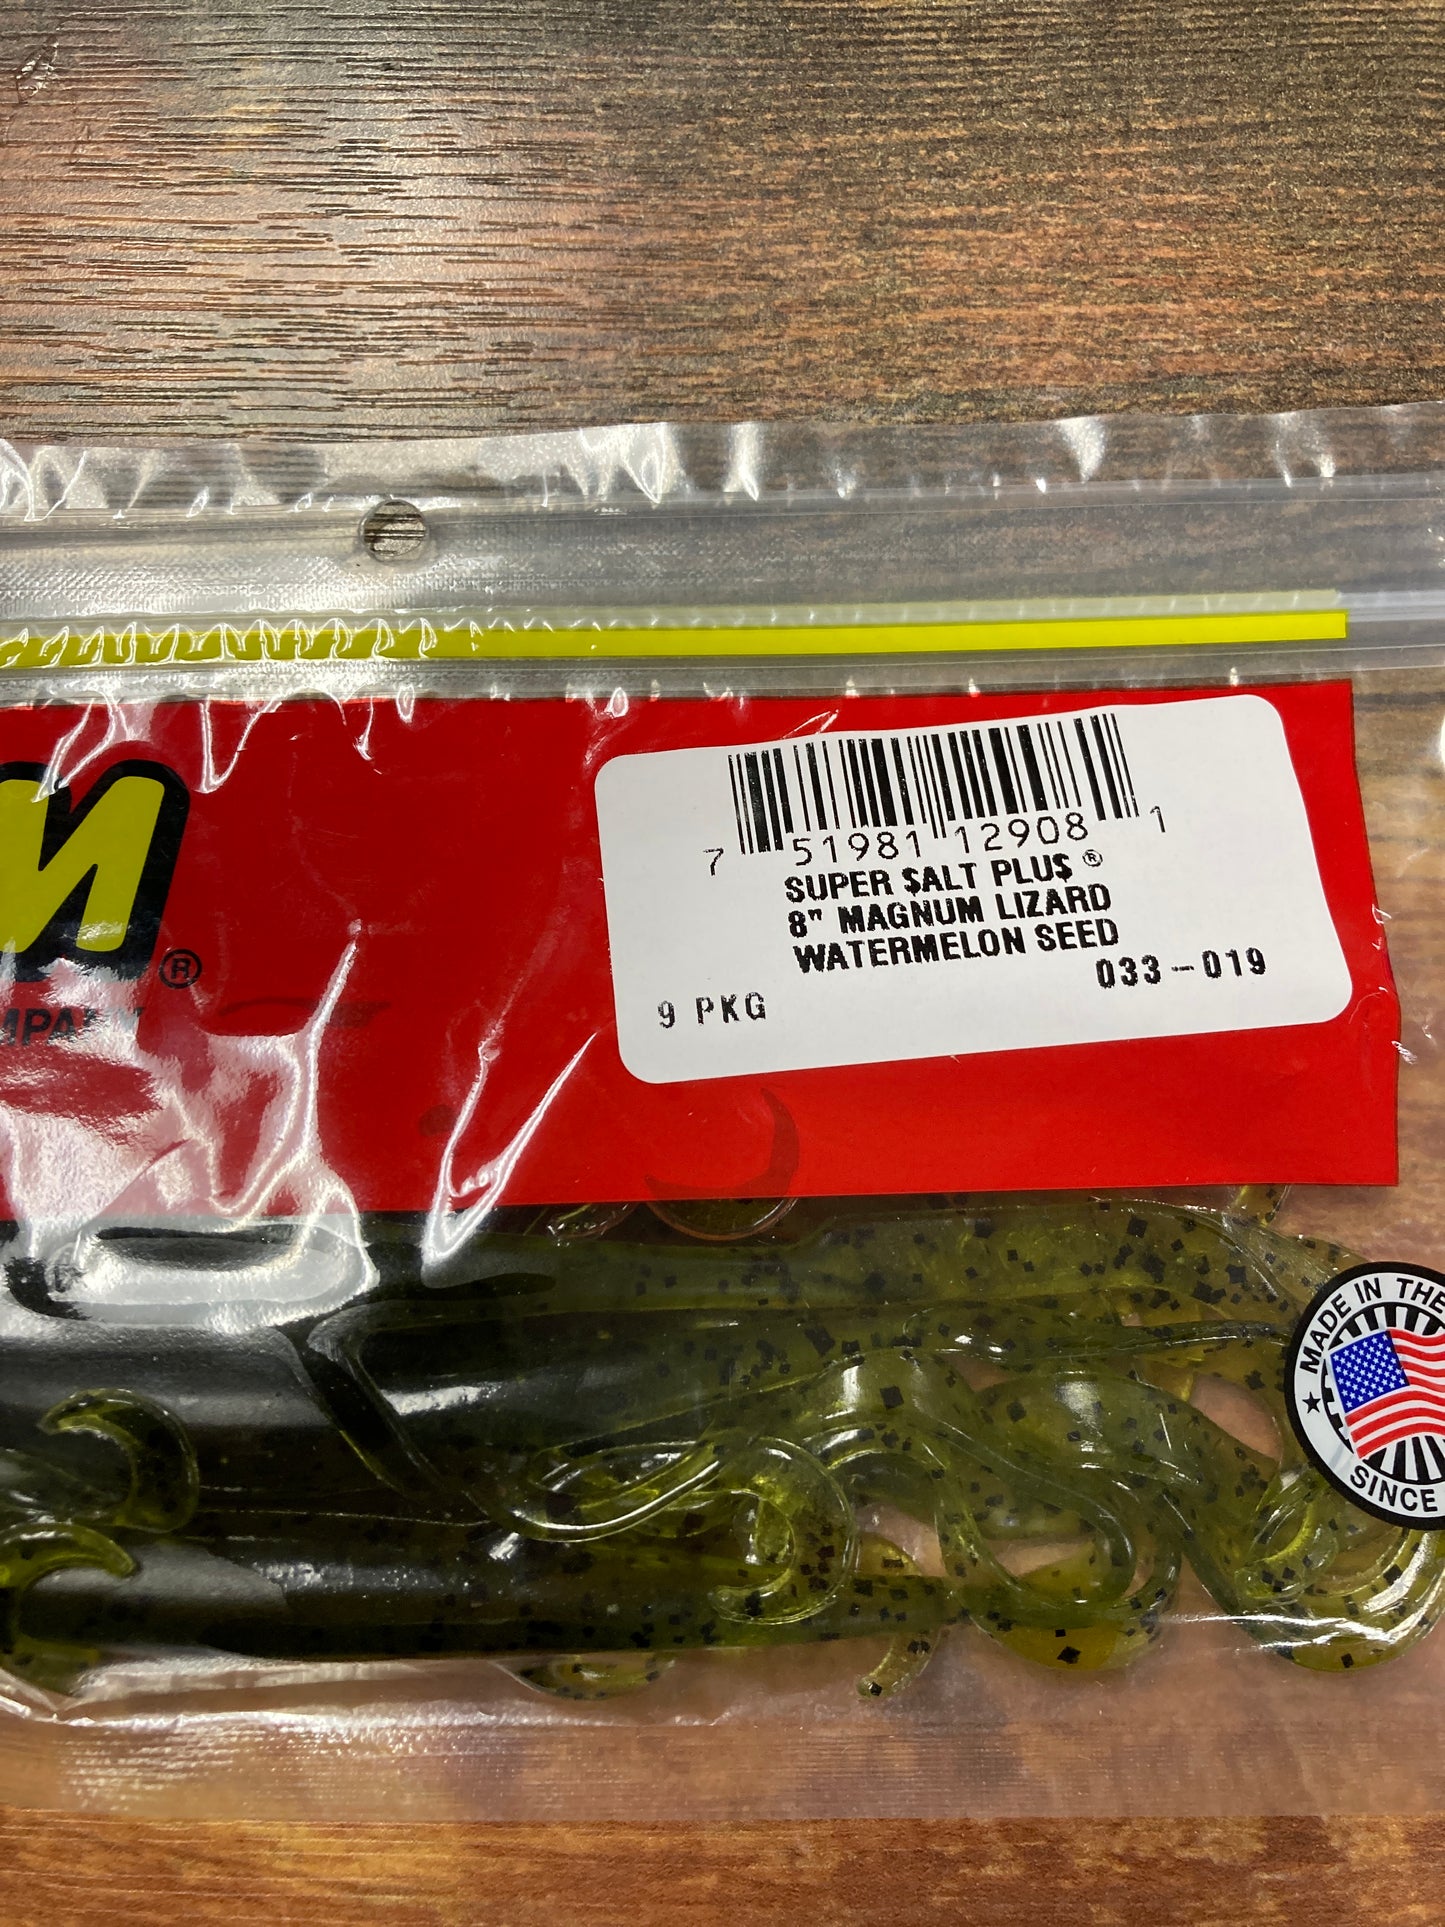 M®
7 51981 12908 1
SUPER $ALT PLU$ ®
8" MAGNUM LIZARD
WATERMELON SEED
033-019
9 PKG
MADE IN THE
★ SINCE